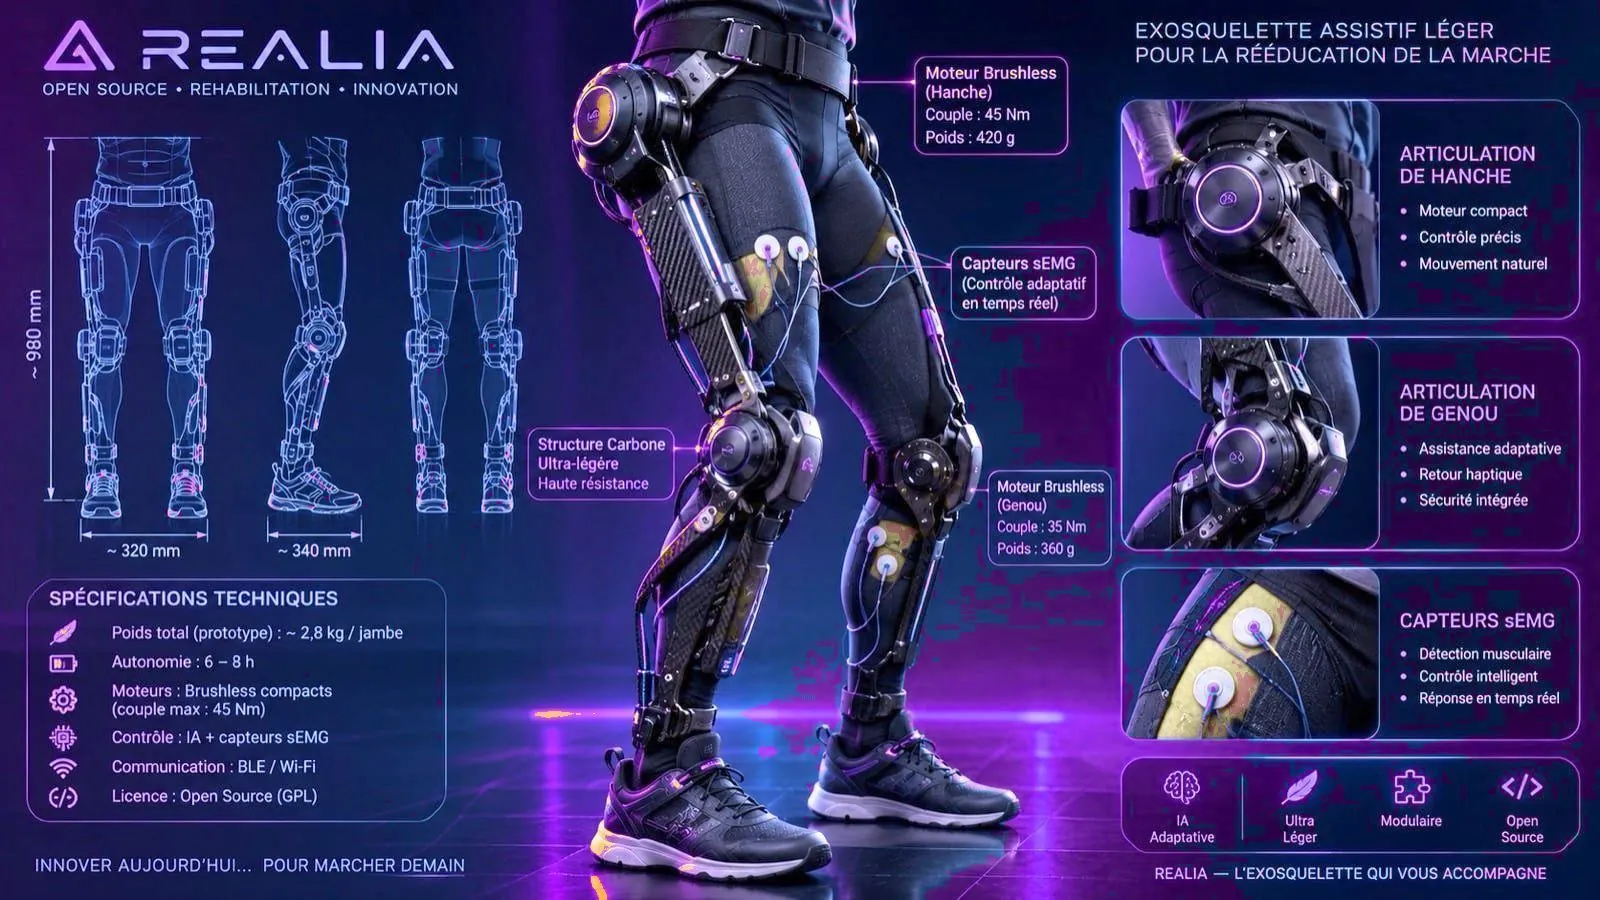 REALIA
OPEN SOURCE • REHABILITATION • INNOVATION
~ 980 mm
~ 320 mm
~ 340 mm
SPÉCIFICATIONS TECHNIQUES
Poids total (prototype) : ~ 2,8 kg / jambe
Autonomie : 6 – 8 h
Moteurs : Brushless compacts
(couple max : 45 Nm)
Contrôle : IA + capteurs sEMG
Communication : BLE / Wi-Fi
Licence : Open Source (GPL)
INNOVER AUJOURD'HUI... POUR MARCHER DEMAIN
Moteur Brushless
(Hanche)
Couple : 45 Nm
Poids : 420 g
Capteurs sEMG
(Contrôle adaptatif
en temps réel)
Structure Carbone
Ultra-légére
Haute résistance
Moteur Brushless
(Genou)
Couple : 35 Nm
Poids : 360 g
EXOSQUELETTE ASSISTIF LÉGER
POUR LA RÉÉDUCATION DE LA MARCHE
ARTICULATION
DE HANCHE
• Moteur compact
• Contrôle précis
• Mouvement naturel
ARTICULATION
DE GENOU
• Assistance adaptative
• Retour haptique
• Sécurité intégrée
CAPTEURS sEMG
• Détection musculaire
• Contrôle intelligent
• Réponse en temps réel
IA
Adaptative
Ultra
Léger
Modulaire
Open
Source
REALIA — L'EXOSQUELETTE QUI VOUS ACCOMPAGNE